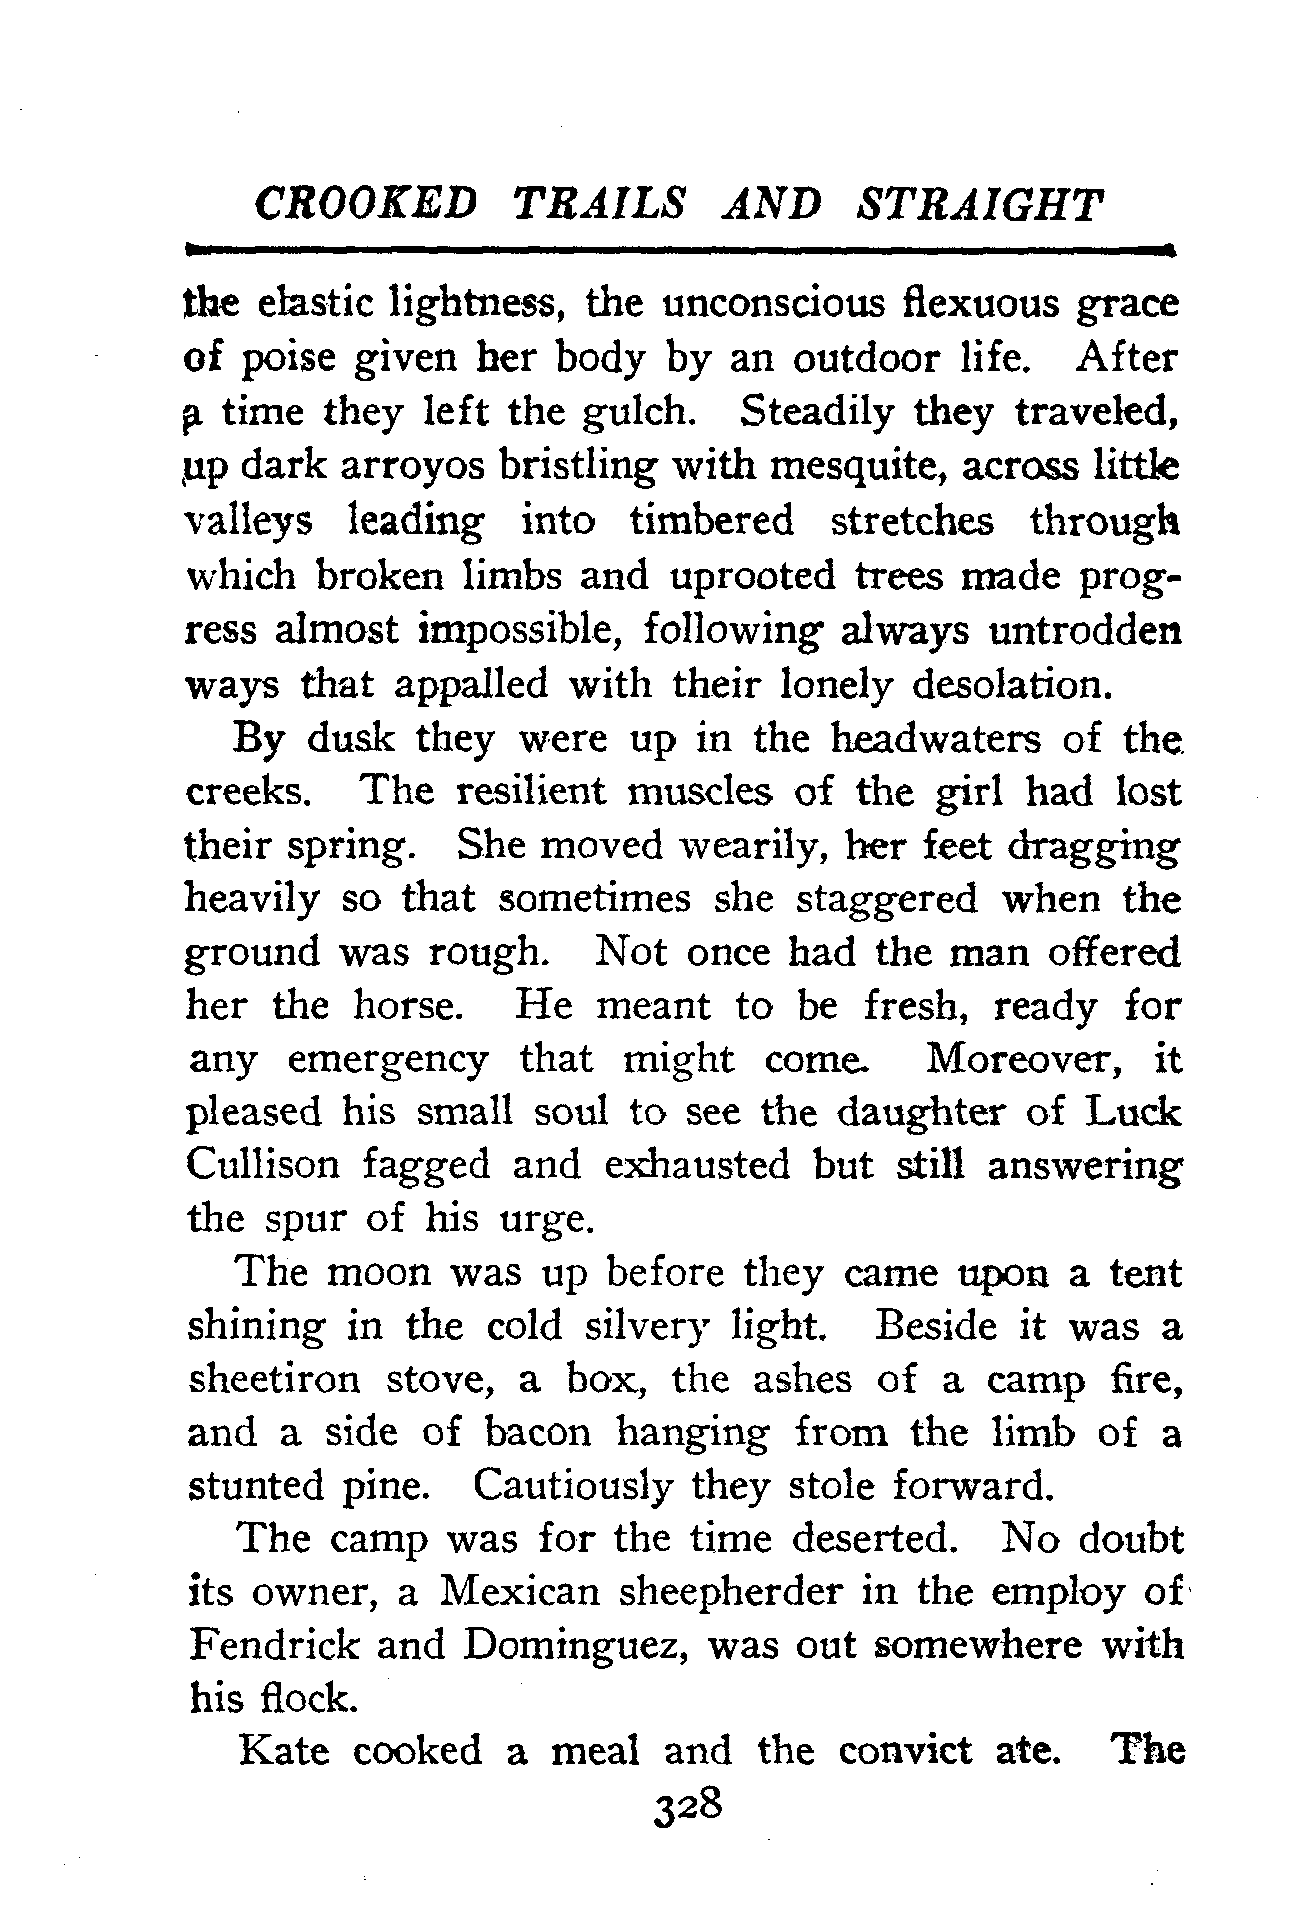 CROOKED TRAILS AND STRAIGHT
the elastic lightness, the unconscious flexuous grace
of poise given her body by an outdoor life. After
a time they left the gulch. Steadily they traveled,
up dark arroyos bristling with mesquite, across little
valleys leading into timbered stretches through
which broken limbs and uprooted trees made prog-
ress almost impossible, following always untrodden
ways that appalled with their lonely desolation.
By dusk they were up in the headwaters of the
creeks. The resilient muscles of the girl had lost
their spring. She moved wearily, her feet dragging
heavily so that sometimes she staggered when the
ground was rough. Not once had the man offered
her the horse. He meant to be fresh, ready for
any emergency that might come. Moreover, it
pleased his small soul to see the daughter of Luck
Cullison fagged and exhausted but still answering
the spur of his urge.
The moon was up before they came upon a tent
shining in the cold silvery light. Beside it was a
sheetiron stove, a box, the ashes of a camp fire,
and a side of bacon hanging from the limb of a
stunted pine. Cautiously they stole forward.
The camp was for the time deserted. No doubt
its owner, a Mexican sheepherder in the employ of
Fendrick and Dominguez, was out somewhere with
his flock.
Kate cooked a meal and the convict ate. The
328